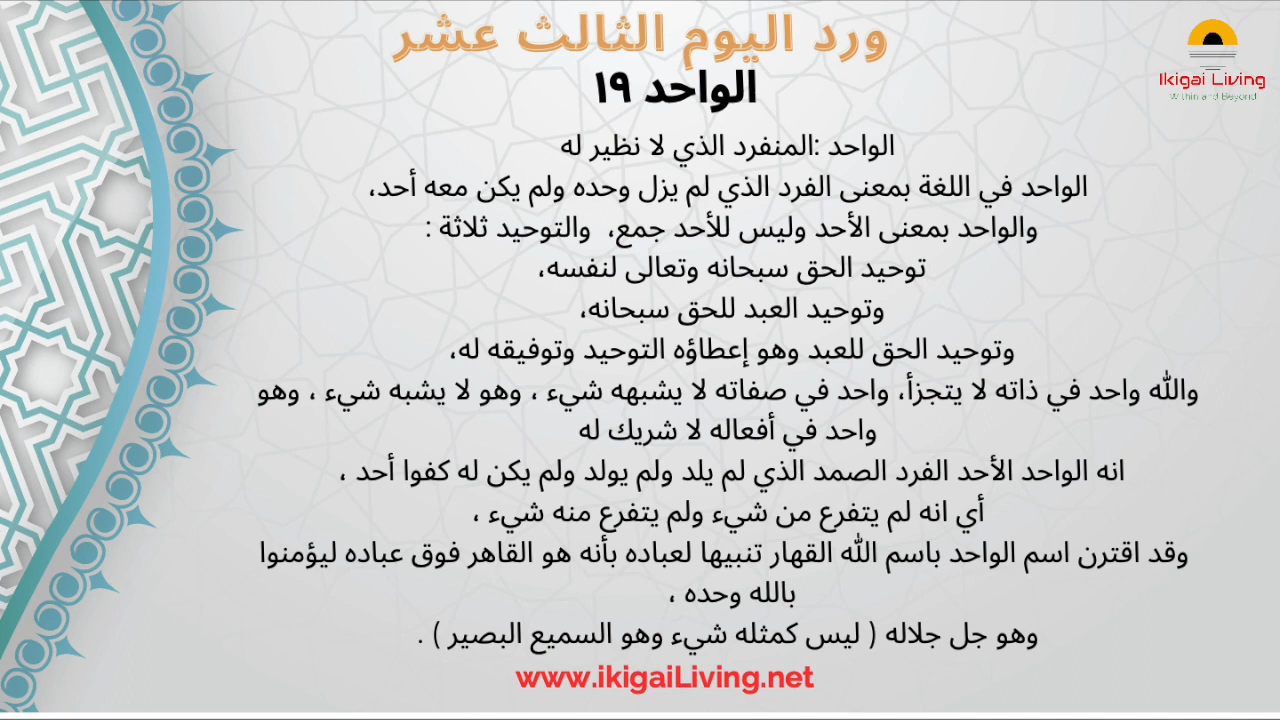 ورد اليوم الثالث عشر
الواحد ١٩
Ikigai Living
Within and Beyond
الواحد :المنفرد الذي لا نظير له
الواحد في اللغة بمعنى الفرد الذي لم يزل وحده ولم يكن معه أحد،
والواحد بمعنى الأحد وليس للأحد جمع، والتوحيد ثلاثة :
توحيد الحق سبحانه وتعالى لنفسه،
وتوحيد العبد للحق سبحانه،
وتوحيد الحق للعبد وهو إعطاؤه التوحيد وتوفيقه له،
والله واحد في ذاته لا يتجزأ، واحد في صفاته لا يشبهه شيء ، وهو لا يشبه شيء ، وهو
واحد في أفعاله لا شريك له
انه الواحد الأحد الفرد الصمد الذي لم يلد ولم يولد ولم يكن له كفوا أحد ،
أي انه لم يتفرع من شيء ولم يتفرع منه شيء ،
وقد اقترن اسم الواحد باسم الله القهار تنبيها لعباده بأنه هو القاهر فوق عباده ليؤمنوا
بالله وحده ،
وهو جل جلاله ( ليس كمثله شيء وهو السميع البصير ) .
www.ikigaiLiving.net